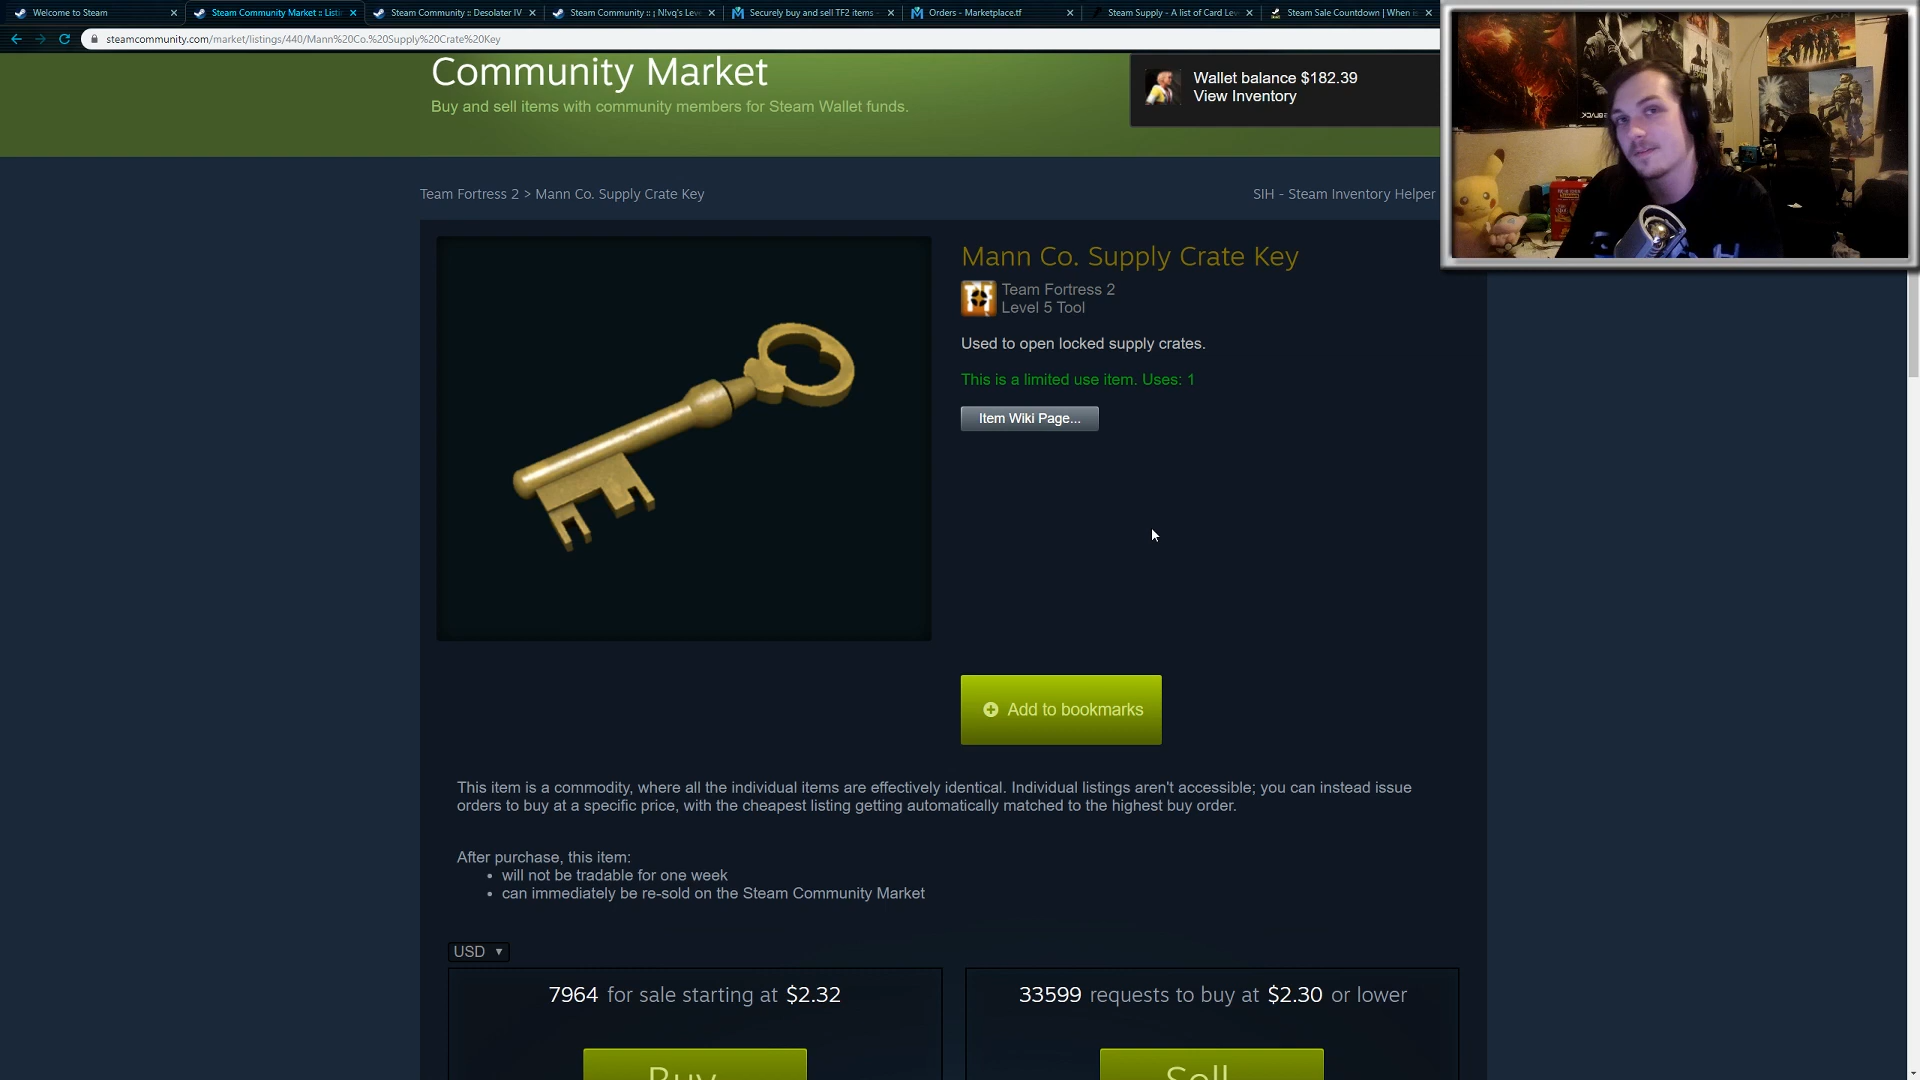 Welcome to Steam
Steam Community Market :: Listi
Steam Community :: Desolater IV
Steam Community :: ¡ N!vq's Leve
Securely buy and sell TF2 items -
Orders - Marketplace.tf
Steam Supply - A list of Card Lev
Steam Sale Countdown | When is
steamcommunity.com/market/listings/440/Mann%20Co.%20Supply%20Crate%20Key
Community Market
Buy and sell items with community members for Steam Wallet funds.
Wallet balance $182.39
View Inventory
Team Fortress 2 > Mann Co. Supply Crate Key
SIH - Steam Inventory Helper
Mann Co. Supply Crate Key
Team Fortress 2
Level 5 Tool
Used to open locked supply crates.
This is a limited use item. Uses: 1
Item Wiki Page...
Add to bookmarks
This item is a commodity, where all the individual items are effectively identical. Individual listings aren't accessible; you can instead issue
orders to buy at a specific price, with the cheapest listing getting automatically matched to the highest buy order.
After purchase, this item:
• will not be tradable for one week
• can immediately be re-sold on the Steam Community Market
USD
7964 for sale starting at $2.32
33599 requests to buy at $2.30 or lower
Buy
Sell